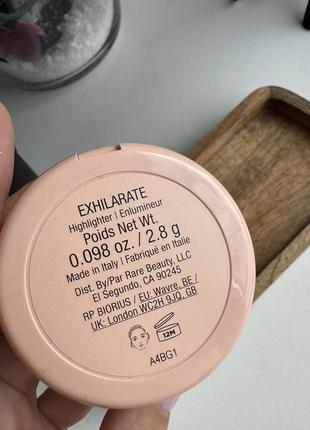 EXHILARATE
Highlighter | Enlumineur
Poids Net Wt.
0.098 oz. / 2.8 g
Made in Italy | Fabriqué en Italie
Dist. By/Par Rare Beauty, LLC
El Segundo, CA 90245
RP BIORIUS / EU: Wavre, BE /
UK: London WC2H 9JQ, GB
12M
A4BG1